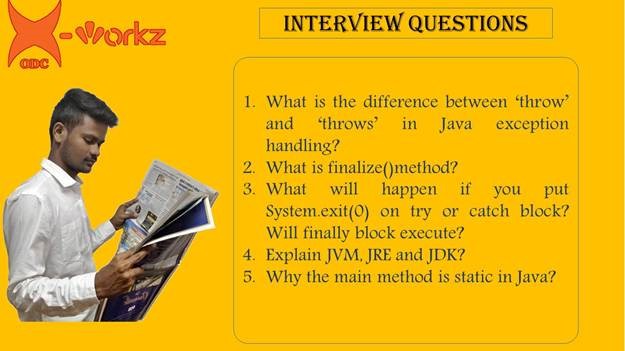 X-Workz
ODC
INTERVIEW QUESTIONS
1. What is the difference between ‘throw’
and ‘throws’ in Java exception
handling?
2. What is finalize()method?
3. What will happen if you put
System.exit(0) on try or catch block?
Will finally block execute?
4. Explain JVM, JRE and JDK?
5. Why the main method is static in Java?